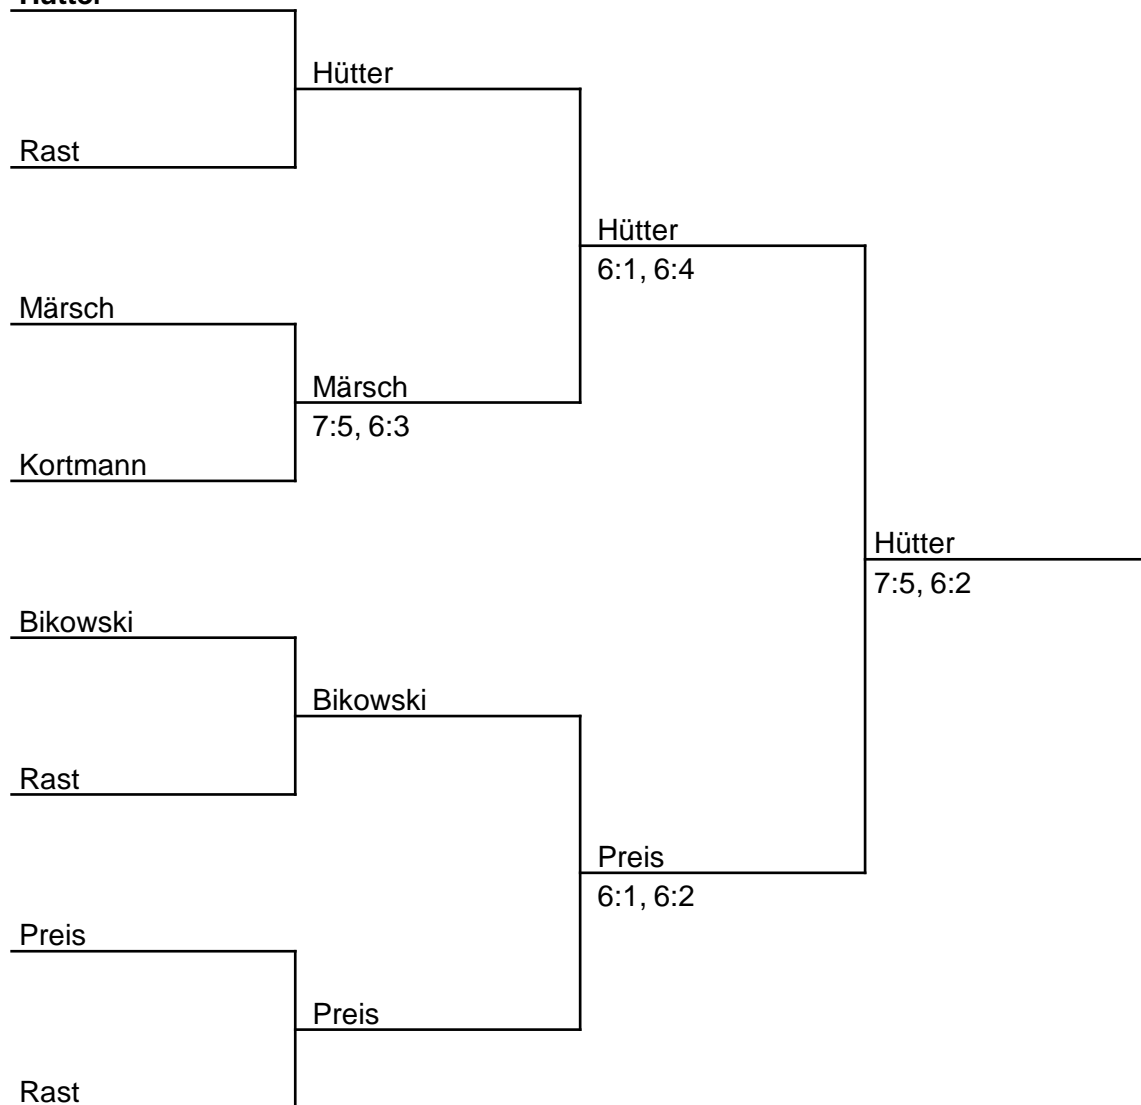 Hütter
Hütter
Rast
Hütter
6:1, 6:4
Märsch
Märsch
7:5, 6:3
Kortmann
Hütter
7:5, 6:2
Bikowski
Bikowski
Rast
Preis
6:1, 6:2
Preis
Preis
Rast